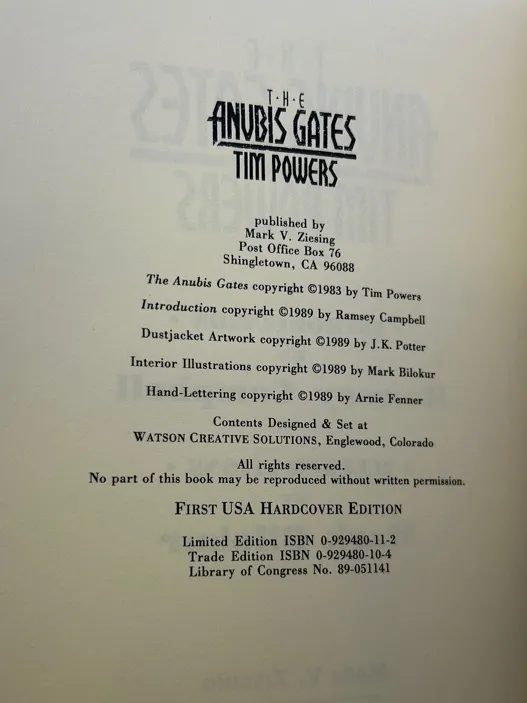 T·H·E
ANUBIS GATES
TIM POWERS
published by
Mark V. Ziesing
Post Office Box 76
Shingletown, CA 96088
The Anubis Gates copyright ©1983 by Tim Powers
Introduction copyright ©1989 by Ramsey Campbell
Dustjacket Artwork copyright ©1989 by J.K. Potter
Interior Illustrations copyright ©1989 by Mark Bilokur
Hand-Lettering copyright ©1989 by Arnie Fenner
Contents Designed & Set at
WATSON CREATIVE SOLUTIONS, Englewood, Colorado
All rights reserved.
No part of this book may be reproduced without written permission.
FIRST USA HARDCOVER EDITION
Limited Edition ISBN 0-929480-11-2
Trade Edition ISBN 0-929480-10-4
Library of Congress No. 89-051141